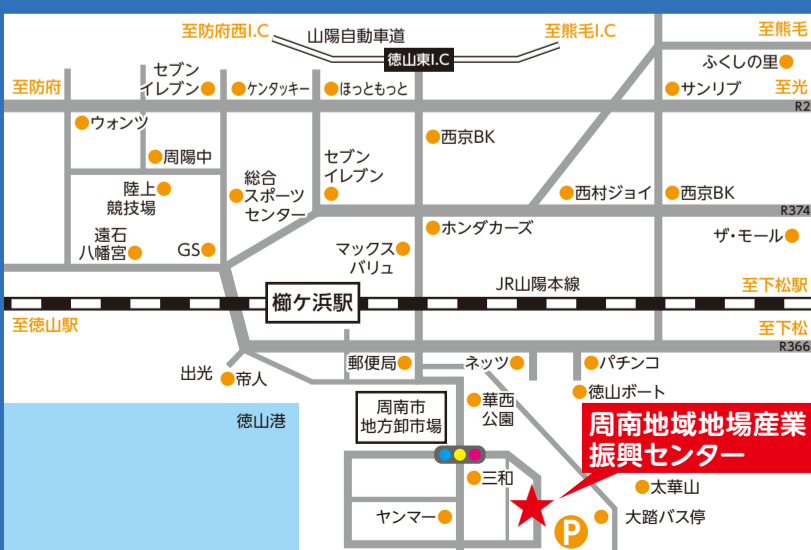 至防府西I.C
山陽自動車道
至熊毛I.C
至熊毛
徳山東I.C
ふくしの里
至防府
セブン
イレブン
ケンタッキー
ほっともっと
サンリブ
至光
R2
ウォンツ
周陽中
西京BK
セブン
イレブン
総合
スポーツ
センター
陸上
競技場
西村ジョイ
西京BK
R374
遠石
八幡宮
GS
マックス
バリュ
ホンダカーズ
ザ・モール
JR山陽本線
至下松駅
櫛ケ浜駅
至徳山駅
至下松
R366
出光
帝人
郵便局
ネッツ
パチンコ
徳山ボート
徳山港
周南市
地方卸市場
華西
公園
周南地域地場産業
振興センター
三和
太華山
ヤンマー
P
大踏バス停